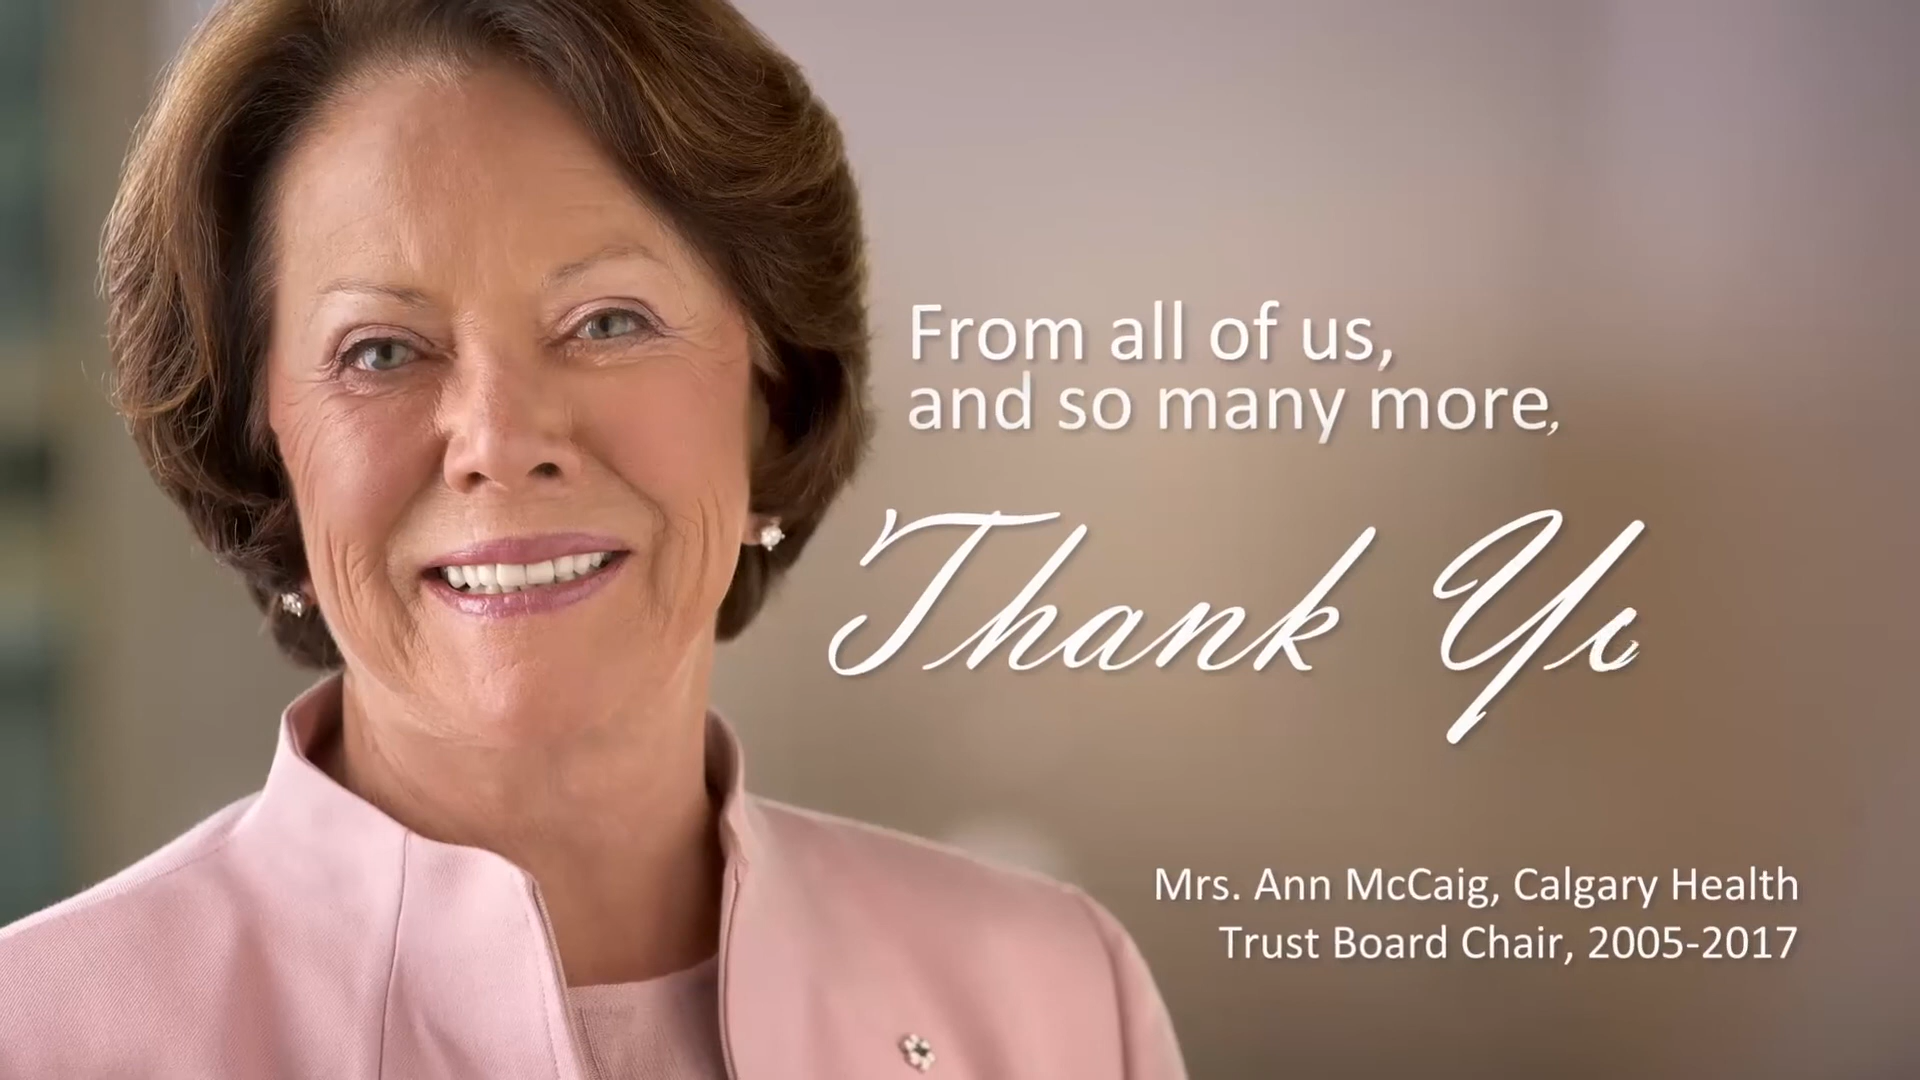 From all of us,
and so many more,
Thank Yo
Mrs. Ann McCaig, Calgary Health
Trust Board Chair, 2005-2017